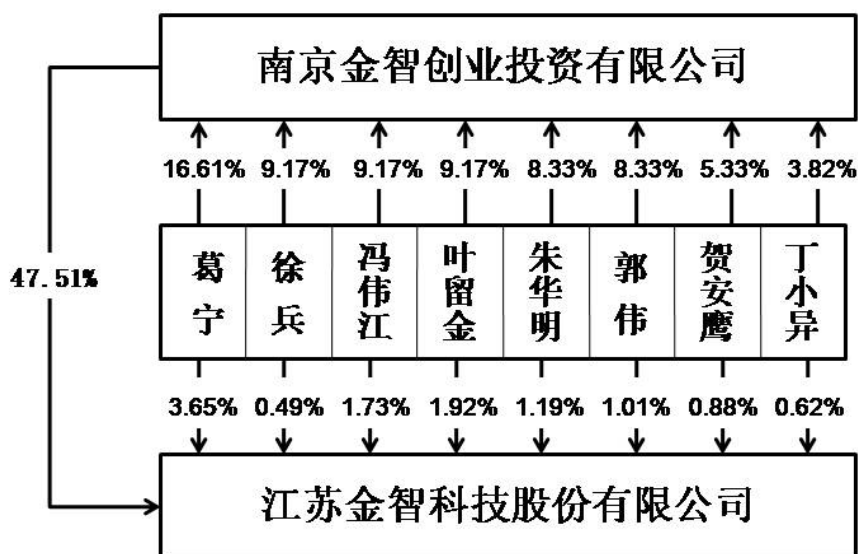 南京金智创业投资有限公司
16.61% 9.17% 9.17% 9.17% 8.33% 8.33% 5.33% 3.82%
47.51%
葛宁 徐兵 冯伟江 叶留金 朱华明 郭伟 贺安鹰 丁小异
3.65% 0.49% 1.73% 1.92% 1.19% 1.01% 0.88% 0.62%
江苏金智科技股份有限公司